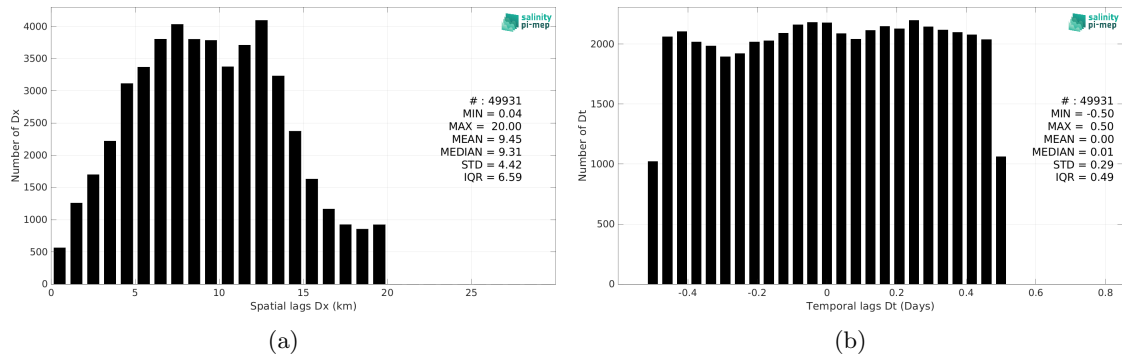 4000
3500
3000
2500
2000
1500
1000
500
0
Number of Dx
salinity
pi-mep
# : 49931
MIN = 0.04
MAX = 20.00
MEAN = 9.45
MEDIAN = 9.31
STD = 4.42
IQR = 6.59
0 5 10 15 20 25
Spatial lags Dx (km)
(a)
2000
1500
1000
500
0
Number of Dt
salinity
pi-mep
# : 49931
MIN = -0.50
MAX = 0.50
MEAN = 0.00
MEDIAN = 0.01
STD = 0.29
IQR = 0.49
-0.4 -0.2 0 0.2 0.4 0.6 0.8
Temporal lags Dt (Days)
(b)